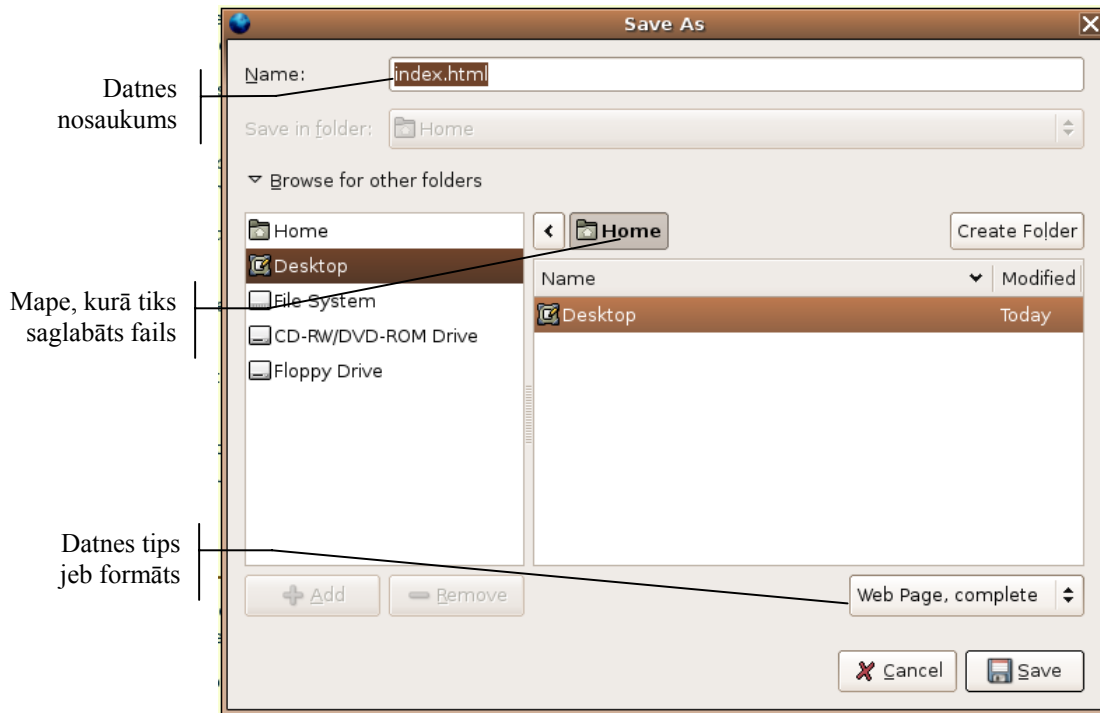 Save As
Datnes
nosaukums
Name:
index.html
Save in folder:
Home
Browse for other folders
Mape, kurā tiks
saglabāts fails
Home
Desktop
File System
CD-RW/DVD-ROM Drive
Floppy Drive
Home
Create Folder
Name
Modified
Desktop
Today
Datnes tips
jeb formāts
Add
Remove
Web Page, complete
Cancel
Save